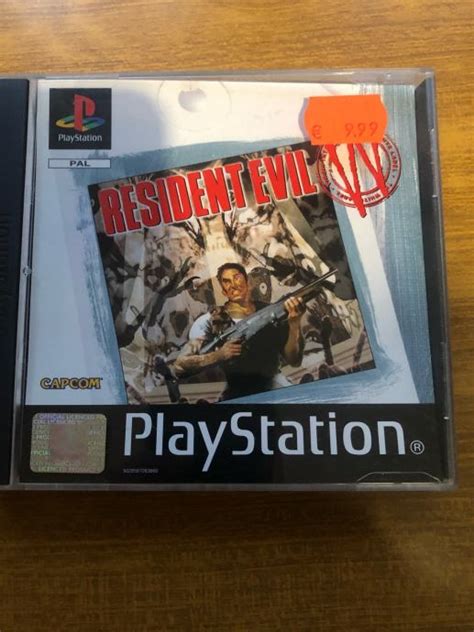 PlayStation
PAL
€ 9.99
RESIDENT EVIL
CAPCOM
PlayStation®